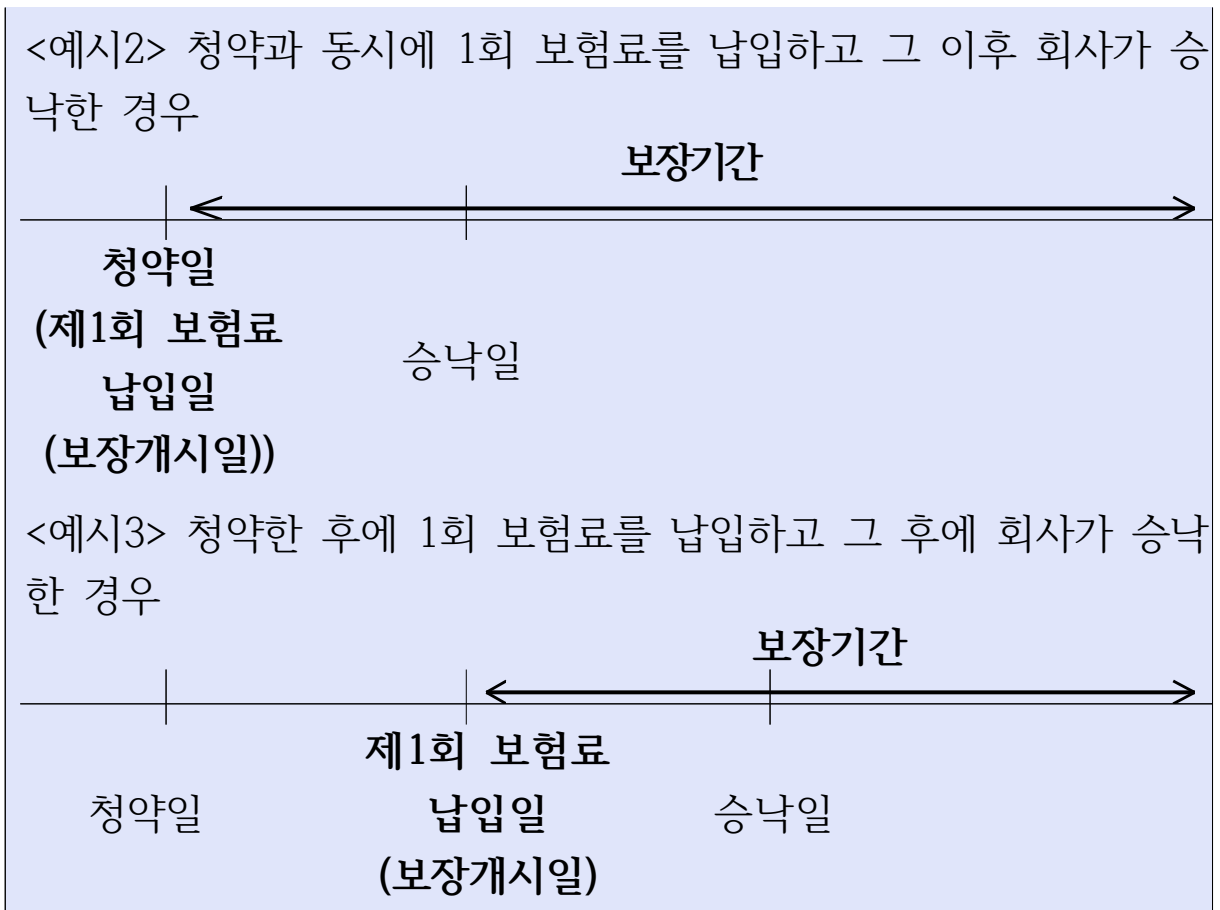 <예시2> 청약과 동시에 1회 보험료를 납입하고 그 이후 회사가 승
낙한 경우
보장기간
청약일
(제1회 보험료
납입일
(보장개시일))
승낙일
<예시3> 청약한 후에 1회 보험료를 납입하고 그 후에 회사가 승낙
한 경우
보장기간
청약일
제1회 보험료
납입일
(보장개시일)
승낙일